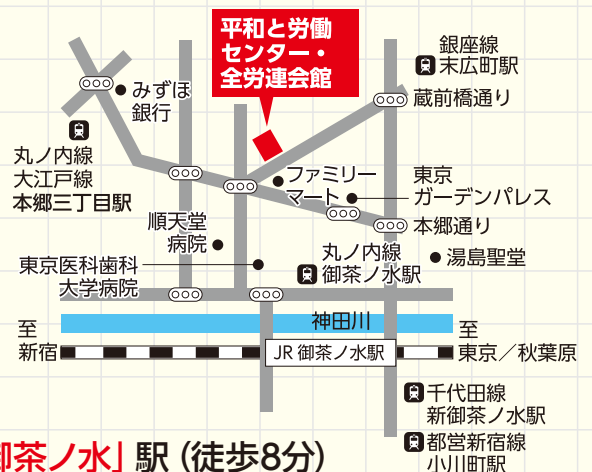 平和と労働
センター・
全労連会館
銀座線
末広町駅
みずほ
銀行
蔵前橋通り
丸ノ内線
大江戸線
本郷三丁目駅
ファミリー
マート
東京
ガーデンパレス
順天堂
病院
本郷通り
丸ノ内線
御茶ノ水駅
湯島聖堂
東京医科歯科
大学病院
神田川
至
新宿
至
東京／秋葉原
JR 御茶ノ水駅
千代田線
新御茶ノ水駅
都営新宿線
小川町駅
御茶ノ水」駅（徒歩8分）